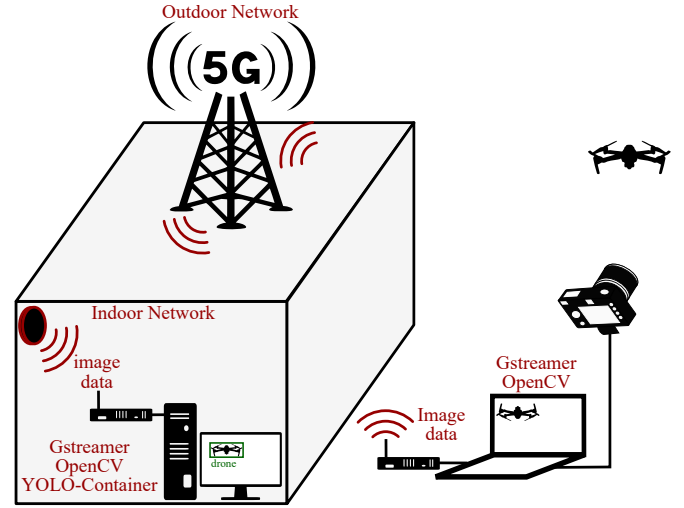 Outdoor Network
5G
Indoor Network
image
data
Gstreamer
OpenCV
YOLO-Container
drone
Gstreamer
OpenCV
Image
data